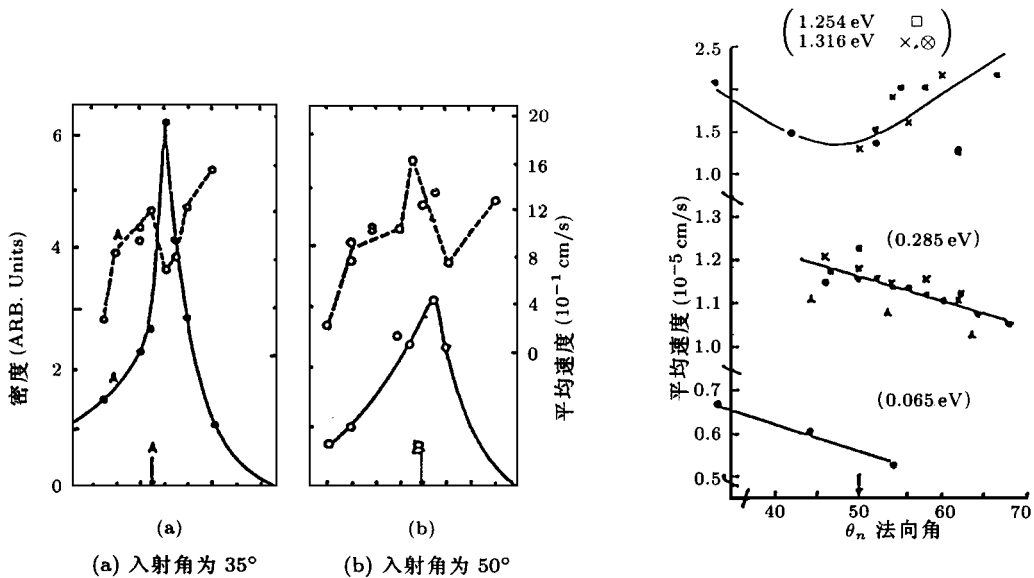 密度 (ARB. Units)
6
4
2
0
A
A
A
(a)
(a) 入射角为 35°
B
B
(b)
(b) 入射角为 50°
20
16
12
8
4
0
平均速度 (10⁻¹ cm/s)
1.254 eV □
1.316 eV ×,⊗
2.5
1.5
1.0
1.3
1.2
1.1
1.0
0.7
0.6
0.5
平均速度 (10⁻⁵ cm/s)
(0.285 eV)
(0.065 eV)
40 50 60 70
θn 法向角